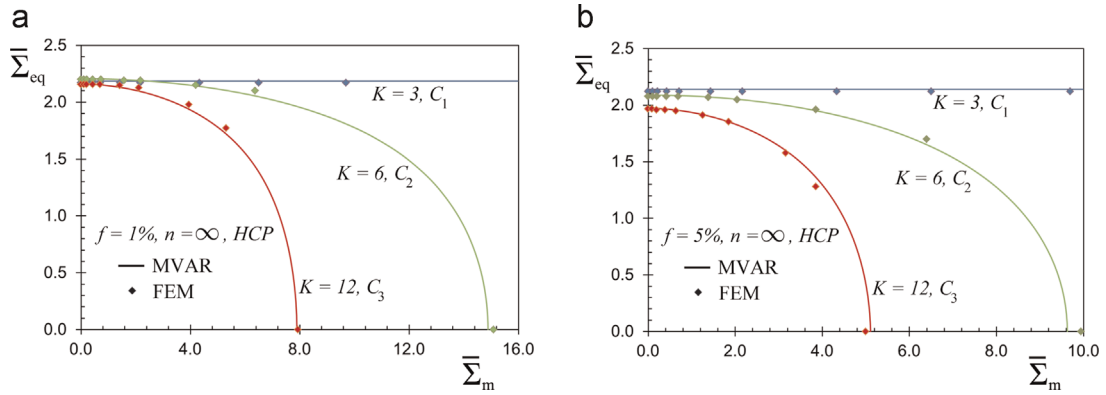 a
2.5
Σ̅eq
2.0
1.5
1.0
0.5
0.0
K = 3, C1
K = 6, C2
f = 1%, n = ∞, HCP
MVAR
FEM
K = 12, C3
0.0 4.0 8.0 12.0 16.0
Σ̅m
b
2.5
Σ̅eq
2.0
1.5
1.0
0.5
0.0
K = 3, C1
K = 6, C2
f = 5%, n = ∞, HCP
MVAR
FEM
K = 12, C3
0.0 2.0 4.0 6.0 8.0 10.0
Σ̅m